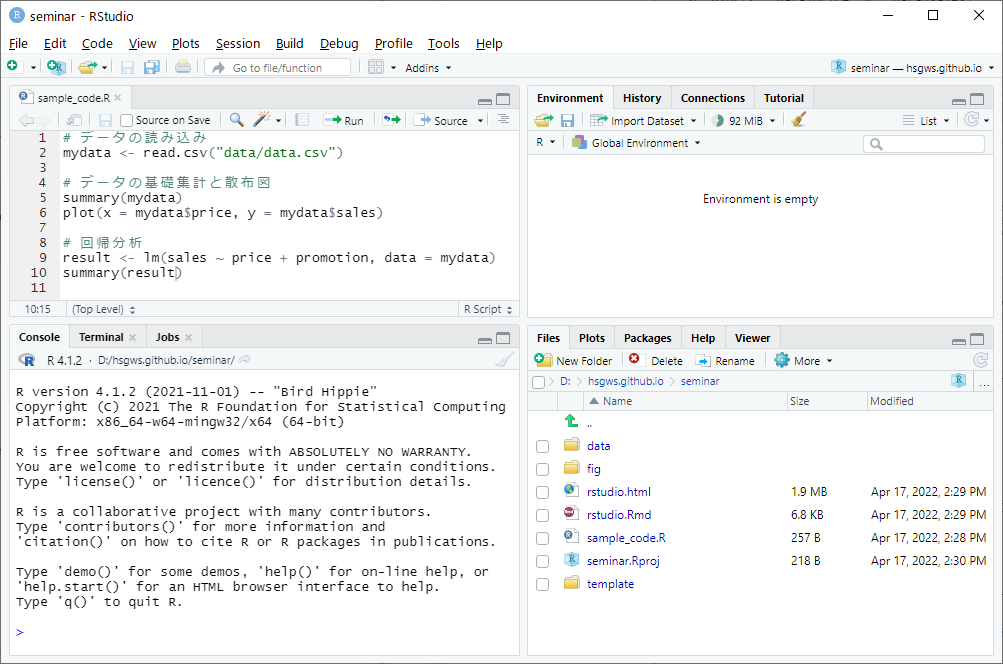 seminar - RStudio
File Edit Code View Plots Session Build Debug Profile Tools Help
Go to file/function Addins seminar — hsgws.github.io
sample_code.R
Source on Save Run Source
1 # データの読み込み
2 mydata <- read.csv("data/data.csv")
3
4 # データの基礎集計と散布図
5 summary(mydata)
6 plot(x = mydata$price, y = mydata$sales)
7
8 # 回帰分析
9 result <- lm(sales ~ price + promotion, data = mydata)
10 summary(result)
11
10:15 (Top Level) R Script
Console Terminal Jobs
R 4.1.2 · D:/hsgws.github.io/seminar/
R version 4.1.2 (2021-11-01) -- "Bird Hippie"
Copyright (C) 2021 The R Foundation for Statistical Computing
Platform: x86_64-w64-mingw32/x64 (64-bit)
R is free software and comes with ABSOLUTELY NO WARRANTY.
You are welcome to redistribute it under certain conditions.
Type 'license()' or 'licence()' for distribution details.
R is a collaborative project with many contributors.
Type 'contributors()' for more information and
'citation()' on how to cite R or R packages in publications.
Type 'demo()' for some demos, 'help()' for on-line help, or
'help.start()' for an HTML browser interface to help.
Type 'q()' to quit R.
>
Environment History Connections Tutorial
Import Dataset 92 MiB List
R Global Environment
Environment is empty
Files Plots Packages Help Viewer
New Folder Delete Rename More
D: hsgws.github.io seminar ...
Name Size Modified
..
data
fig
rstudio.html 1.9 MB Apr 17, 2022, 2:29 PM
rstudio.Rmd 6.8 KB Apr 17, 2022, 2:29 PM
sample_code.R 257 B Apr 17, 2022, 2:28 PM
seminar.Rproj 218 B Apr 17, 2022, 2:30 PM
template